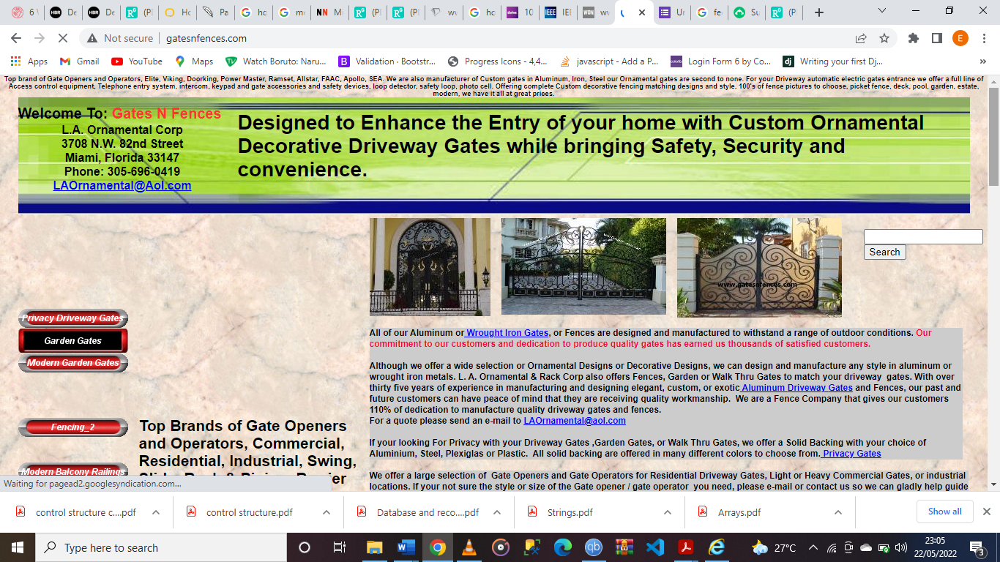 6 \
De
De
(P
Ho
Pa
ho
me
M
(P
(P
wv
ho
10
IEE
wv
Un
fe
Su
(P
Not secure
gatesnfences.com
Apps
Gmail
YouTube
Maps
Watch Boruto: Naru...
Validation · Bootstr...
Progress Icons - 4,4...
javascript - Add a P...
Login Form 6 by Co...
Writing your first Dj...
Top brand of Gate Openers and Operators, Elite, Viking, Doorking, Power Master, Ramset, Allstar, FAAC, Apollo, SEA. We are also manufacturer of Custom gates in Aluminum, Iron, Steel our Ornamental gates are second to none. For your Driveway automatic electric gates entrance we offer a full line of
Access control equipment, Telephone entry system, intercom, keypad and gate accessories and safety devices, loop detector, safety loop, photo cell. Offering complete Custom decorative fencing matching designs and style, 100's of fence pictures to choose, picket fence, deck, pool, garden, estate,
modern, we have it all at great prices.
Welcome To: Gates N Fences
L.A. Ornamental Corp
3708 N.W. 82nd Street
Miami, Florida 33147
Phone: 305-696-0419
LAOrnamental@Aol.com
Designed to Enhance the Entry of your home with Custom Ornamental
Decorative Driveway Gates while bringing Safety, Security and
convenience.
www.gatesnfences.com
Search
Privacy Driveway Gates
Garden Gates
Modern Garden Gates
Fencing_2
Modern Balcony Railings
Top Brands of Gate Openers
and Operators, Commercial,
Residential, Industrial, Swing,
All of our Aluminum or Wrought Iron Gates, or Fences are designed and manufactured to withstand a range of outdoor conditions. Our
commitment to our customers and dedication to produce quality gates has earned us thousands of satisfied customers.
Although we offer a wide selection or Ornamental Designs or Decorative Designs, we can design and manufacture any style in aluminum or
wrought iron metals. L. A. Ornamental & Rack Corp also offers Fences, Garden or Walk Thru Gates to match your driveway gates. With over
thirty five years of experience in manufacturing and designing elegant, custom, or exotic Aluminum Driveway Gates and Fences, our past and
future customers can have peace of mind that they are receiving quality workmanship. We are a Fence Company that gives our customers
110% of dedication to manufacture quality driveway gates and fences.
For a quote please send an e-mail to LAOrnamental@aol.com
If your looking For Privacy with your Driveway Gates ,Garden Gates, or Walk Thru Gates, we offer a Solid Backing with your choice of
Aluminium, Steel, Plexiglas or Plastic. All solid backing are offered in many different colors to choose from. Privacy Gates
We offer a large selection of Gate Openers and Gate Operators for Residential Driveway Gates, Light or Heavy Commercial Gates, or industrial
locations. If your not sure the style or size of the Gate opener / gate operator you need, please e-mail or contact us so we can gladly help guide
Waiting for pagead2.googlesyndication.com...
control structure c....pdf
control structure.pdf
Database and reco....pdf
Strings.pdf
Arrays.pdf
Show all
Type here to search
27°C
23:05
22/05/2022
3